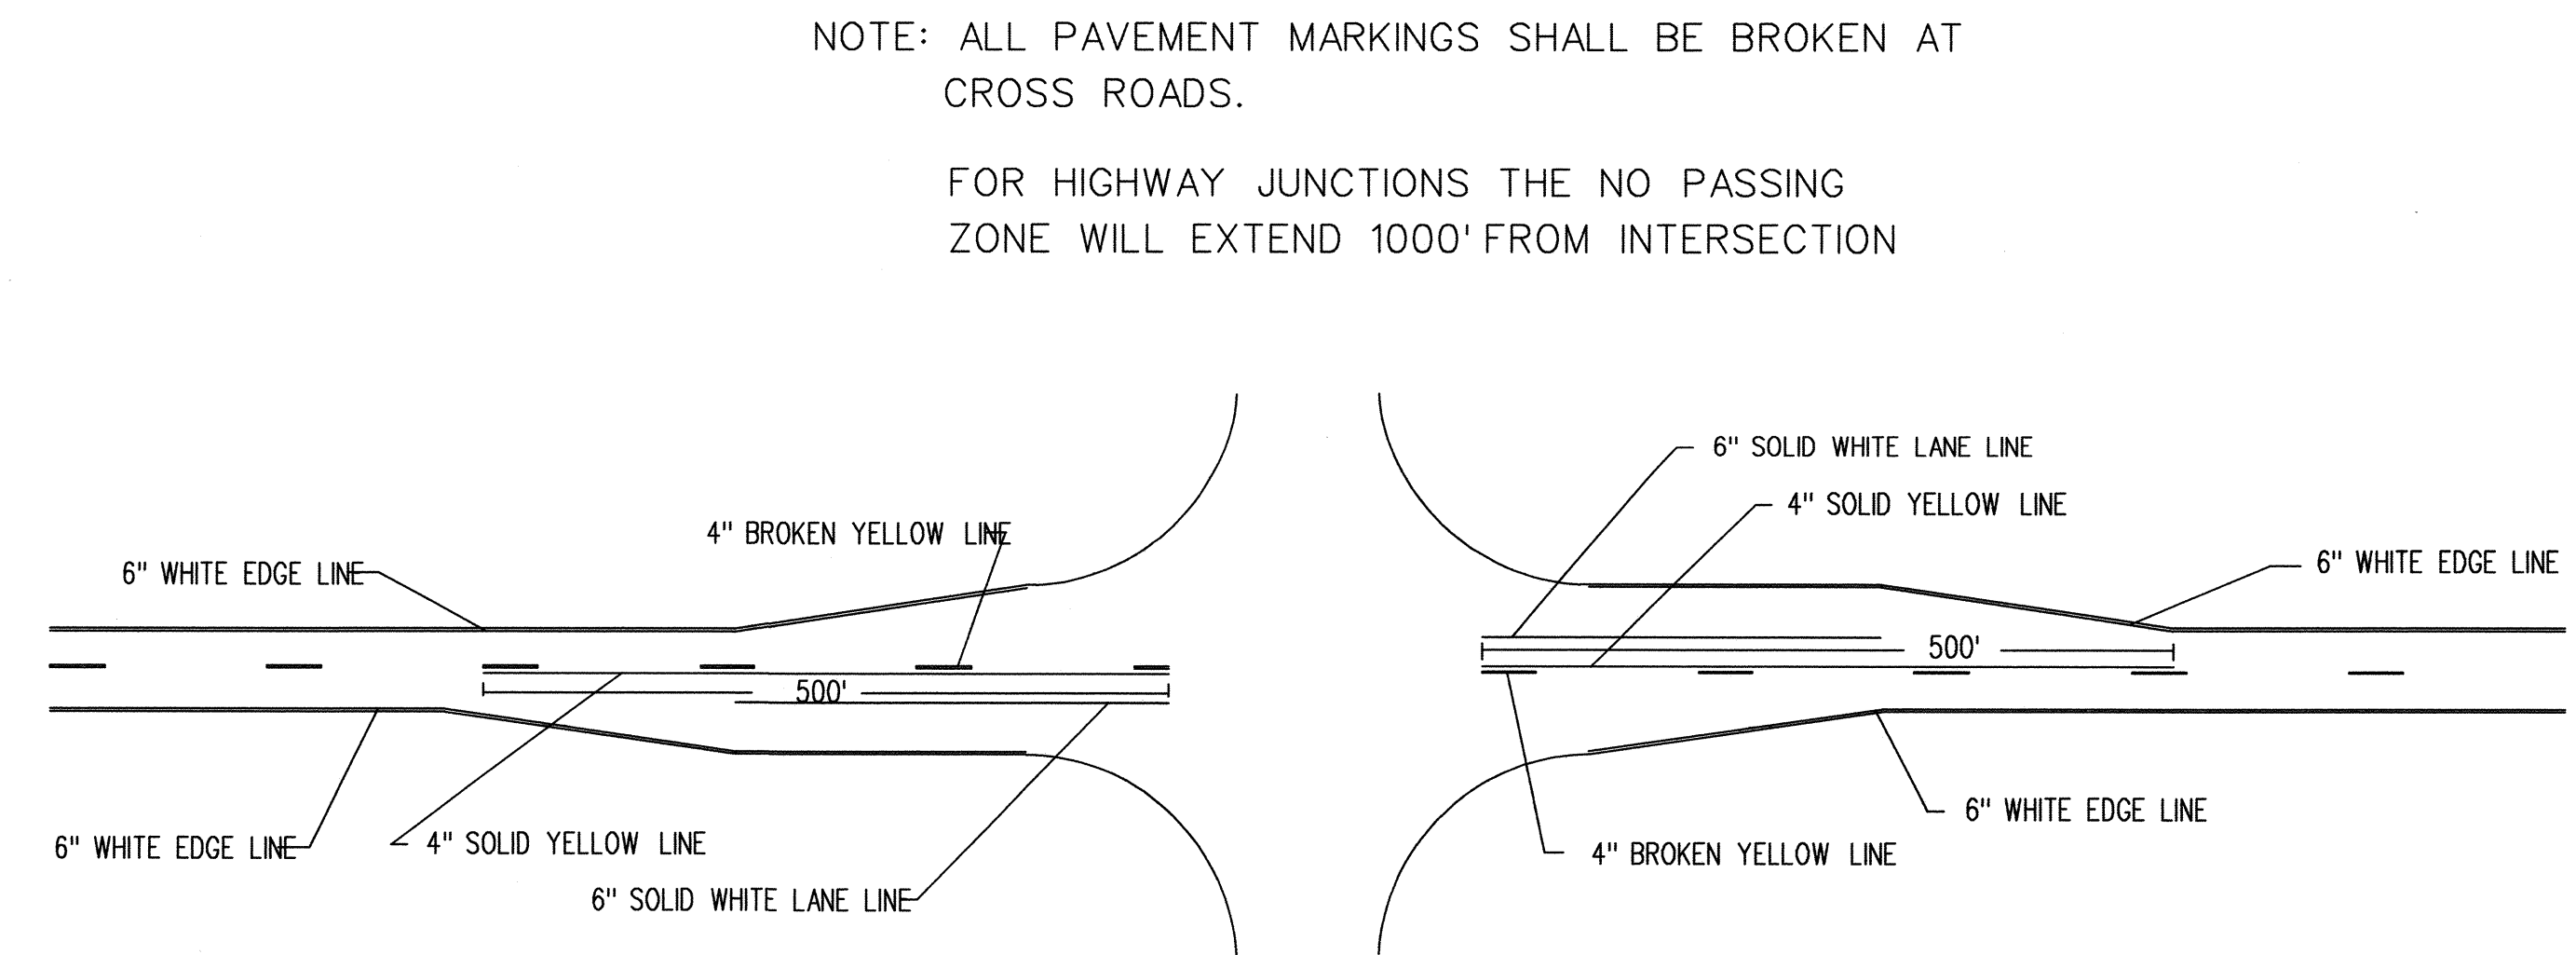 NOTE: ALL PAVEMENT MARKINGS SHALL BE BROKEN AT
CROSS ROADS.
FOR HIGHWAY JUNCTIONS THE NO PASSING
ZONE WILL EXTEND 1000' FROM INTERSECTION
6" SOLID WHITE LANE LINE
4" SOLID YELLOW LINE
4" BROKEN YELLOW LINE
6" WHITE EDGE LINE
6" WHITE EDGE LINE
500'
500'
6" WHITE EDGE LINE
4" SOLID YELLOW LINE
6" WHITE EDGE LINE
4" BROKEN YELLOW LINE
6" SOLID WHITE LANE LINE